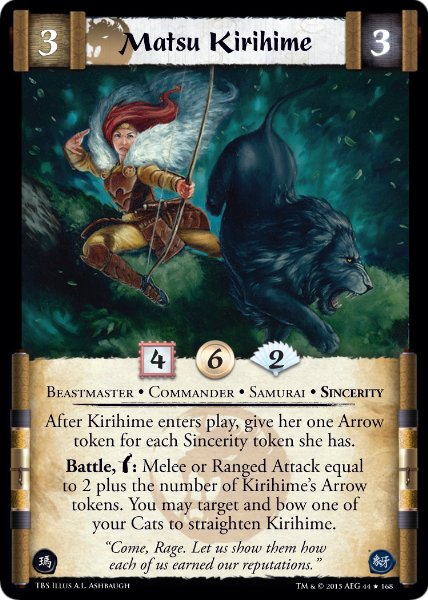 3 Matsu Kirihime 3
4 6 2
Beastmaster • Commander • Samurai • Sincerity
After Kirihime enters play, give her one Arrow
token for each Sincerity token she has.
Battle, : Melee or Ranged Attack equal
to 2 plus the number of Kirihime's Arrow
tokens. You may target and bow one of
your Cats to straighten Kirihime.
"Come, Rage. Let us show them how
each of us earned our reputations."
TBS Illus A.L. Ashbaugh TM & © 2015 AEG 44 ★ 168